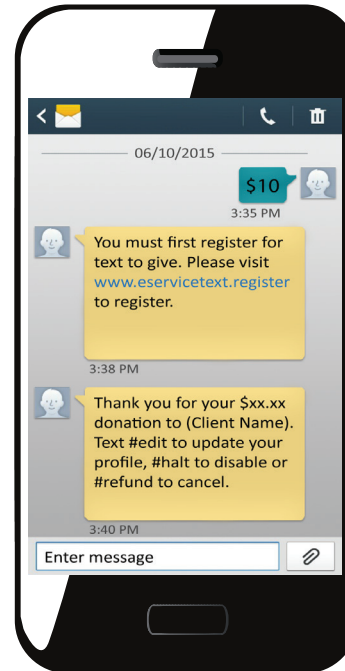 06/10/2015
$10
3:35 PM
You must first register for
text to give. Please visit
www.eservicetext.register
to register.
3:38 PM
Thank you for your $xx.xx
donation to (Client Name).
Text #edit to update your
profile, #halt to disable or
#refund to cancel.
3:40 PM
Enter message